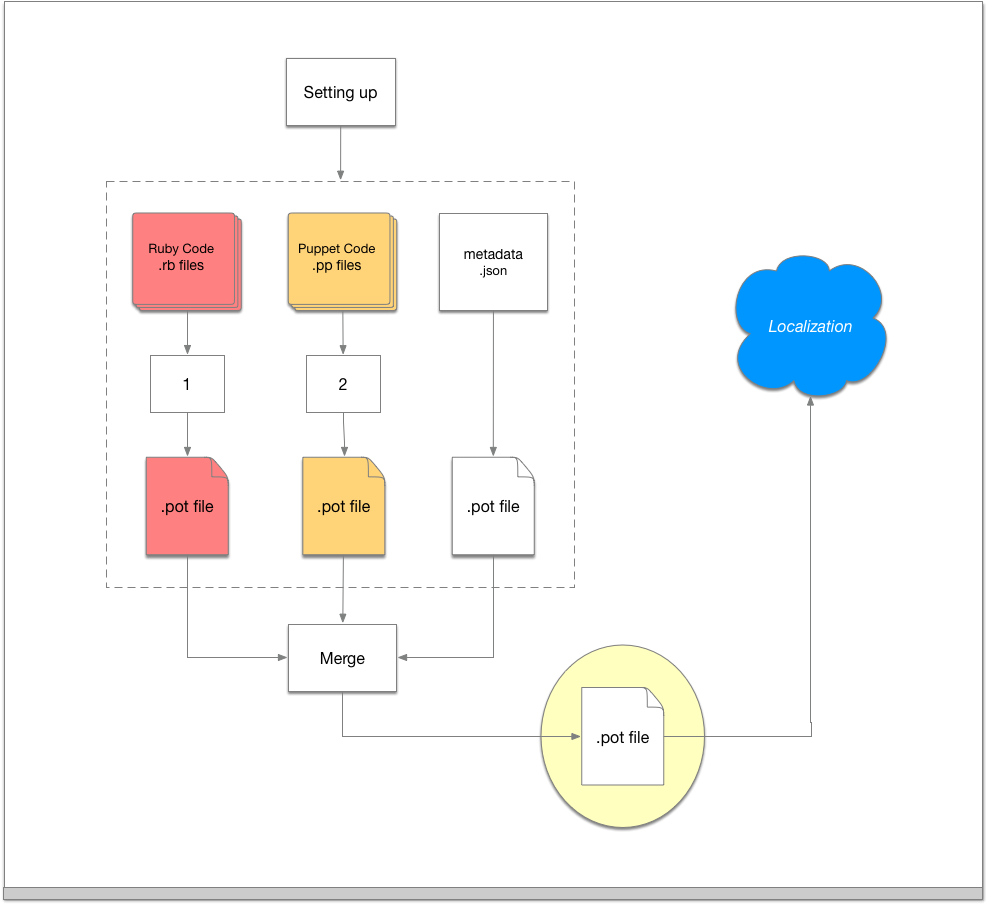 Setting up
Ruby Code
.rb files
Puppet Code
.pp files
metadata
.json
1
2
.pot file
.pot file
.pot file
Merge
.pot file
Localization